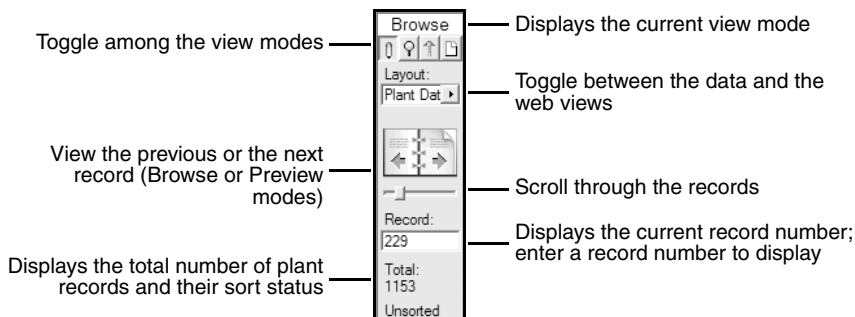 Toggle among the view modes
View the previous or the next
record (Browse or Preview
modes)
Displays the total number of plant
records and their sort status
Browse
Layout:
Plant Dat
Record:
229
Total:
1153
Unsorted
Displays the current view mode
Toggle between the data and the
web views
Scroll through the records
Displays the current record number;
enter a record number to display